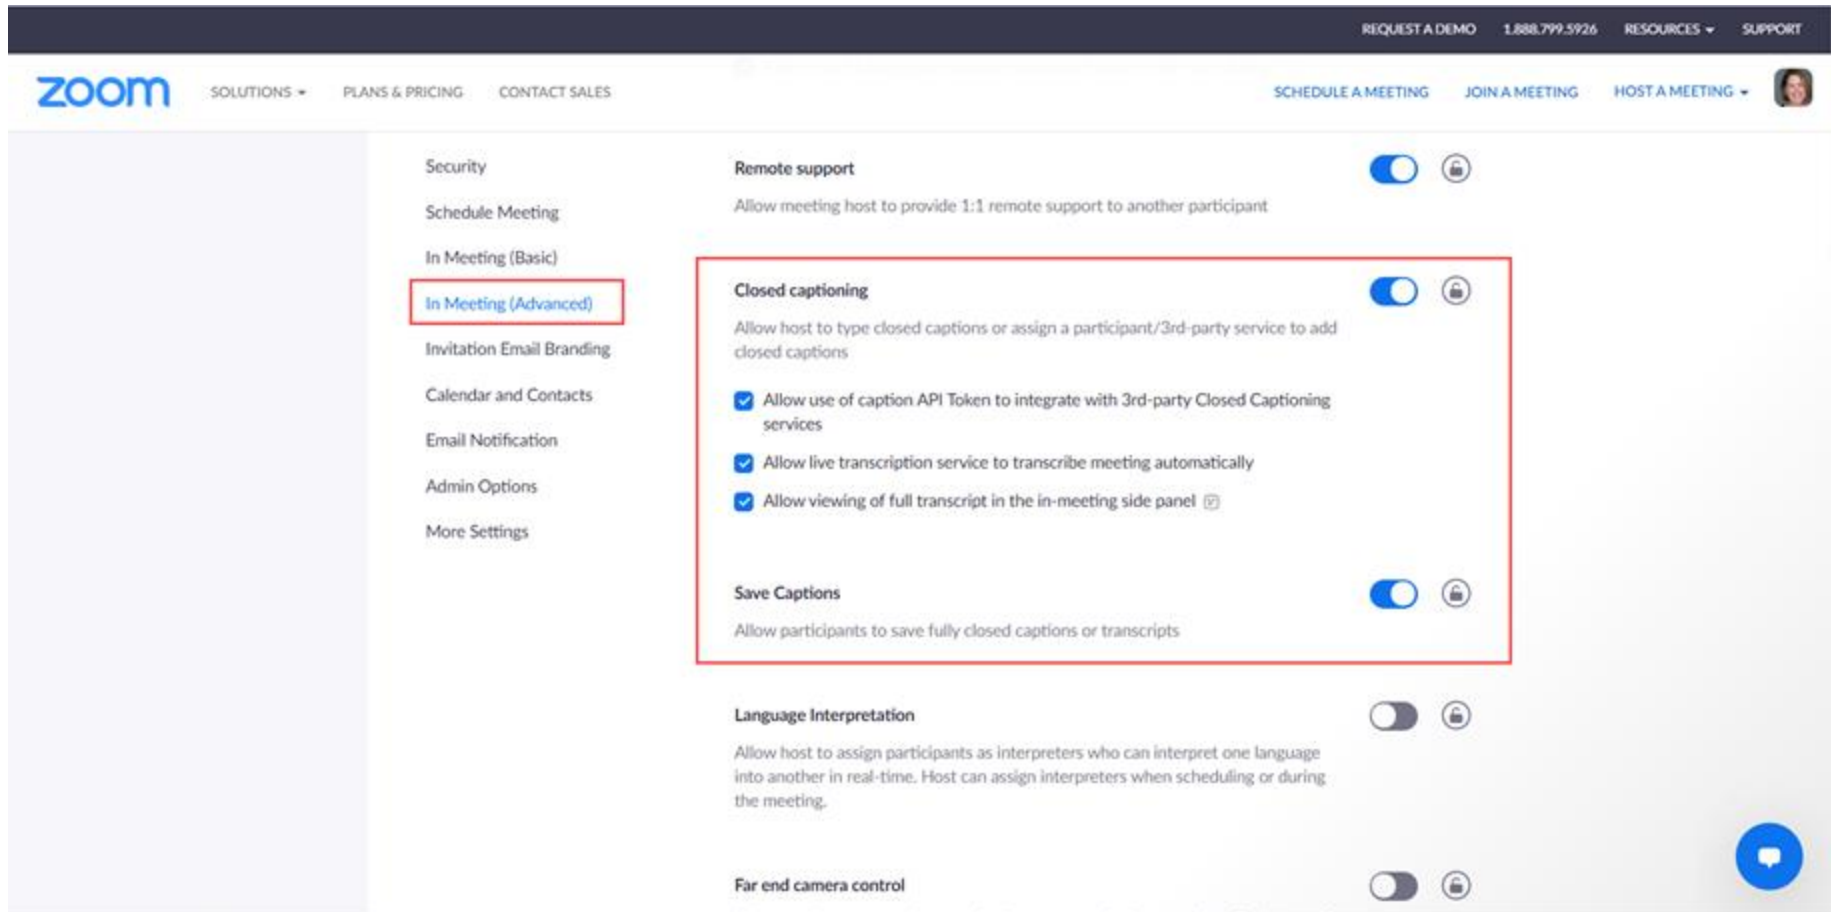 REQUEST A DEMO 1.888.799.5926 RESOURCES SUPPORT
zoom SOLUTIONS PLANS & PRICING CONTACT SALES SCHEDULE A MEETING JOIN A MEETING HOST A MEETING
Security
Schedule Meeting
In Meeting (Basic)
In Meeting (Advanced)
Invitation Email Branding
Calendar and Contacts
Email Notification
Admin Options
More Settings
Remote support
Allow meeting host to provide 1:1 remote support to another participant
Closed captioning
Allow host to type closed captions or assign a participant/3rd-party service to add
closed captions
Allow use of caption API Token to integrate with 3rd-party Closed Captioning
services
Allow live transcription service to transcribe meeting automatically
Allow viewing of full transcript in the in-meeting side panel
Save Captions
Allow participants to save fully closed captions or transcripts
Language Interpretation
Allow host to assign participants as interpreters who can interpret one language
into another in real-time. Host can assign interpreters when scheduling or during
the meeting.
Far end camera control